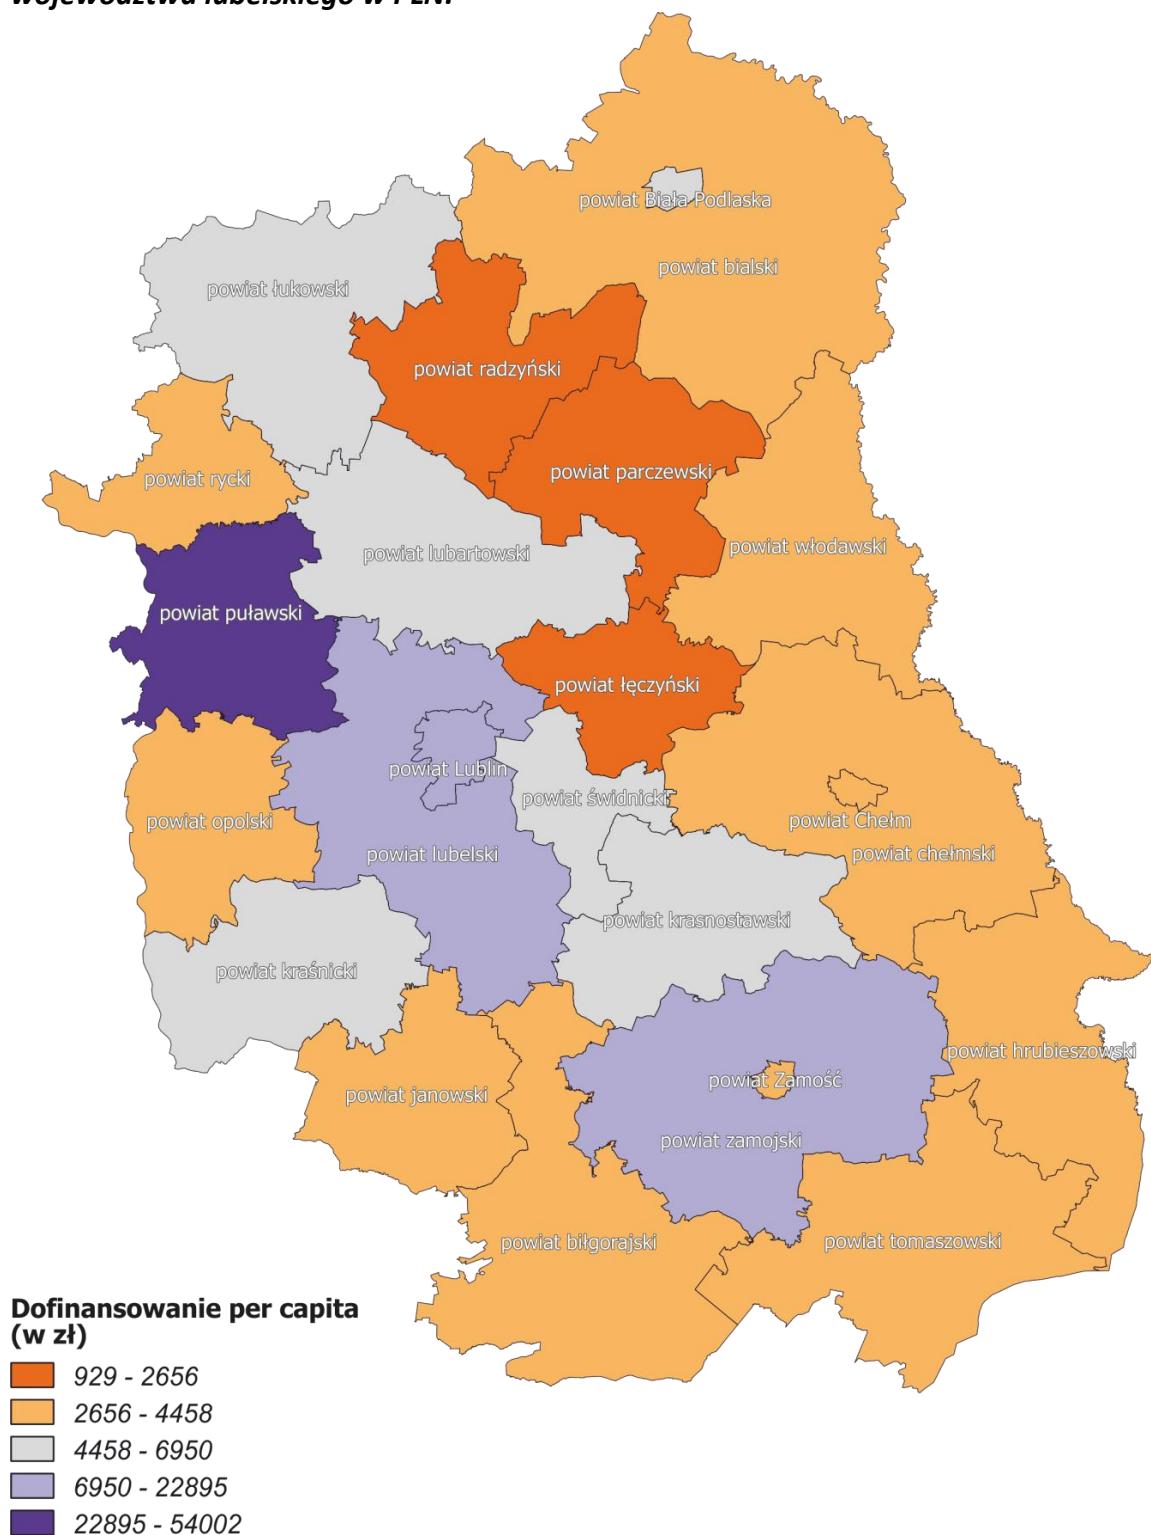 województwa lubelskiego w PLN.
powiat Biała Podlaska
powiat bialski
powiat łukowski
powiat radzyński
powiat parczewski
powiat rycki
powiat włodawski
powiat lubartowski
powiat puławski
powiat łęczyński
powiat Lublin
powiat świdnicki
powiat opolski
powiat Chełm
powiat lubelski
powiat chełmski
powiat krasnostawski
powiat kraśnicki
powiat hrubieszowski
powiat Zamość
powiat janowski
powiat zamojski
powiat biłgorajski
powiat tomaszowski
Dofinansowanie per capita
(w zł)
929 - 2656
2656 - 4458
4458 - 6950
6950 - 22895
22895 - 54002